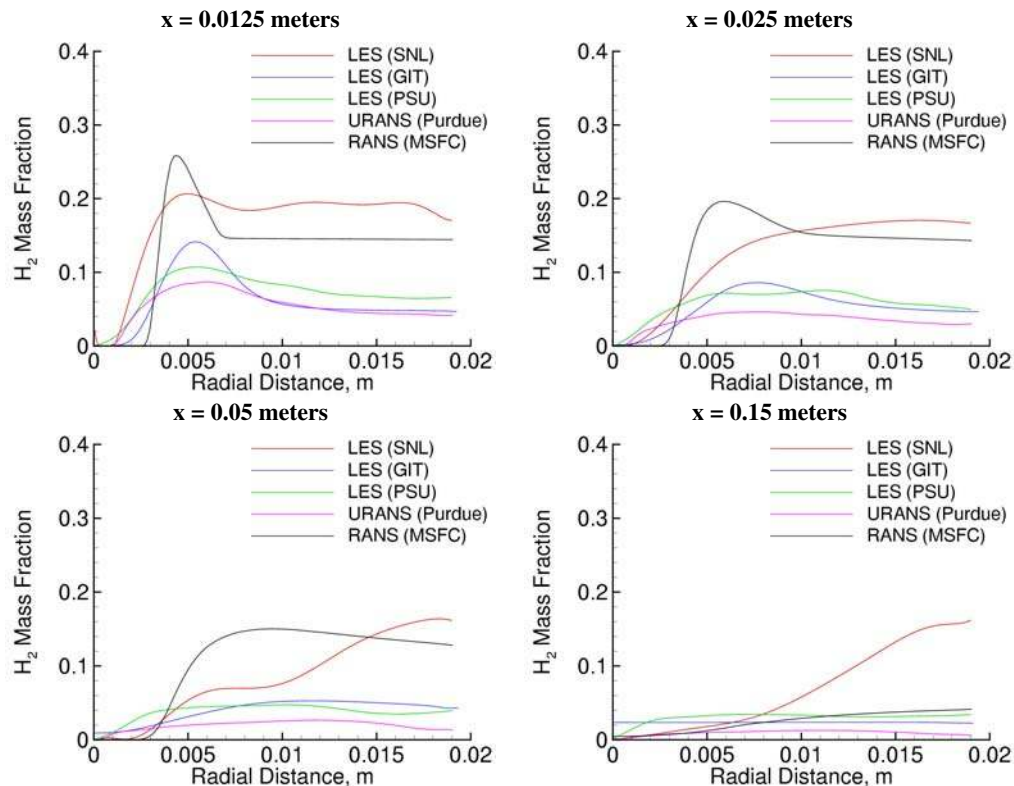 x = 0.0125 meters
0.4
0.3
0.2
0.1
0
H2 Mass Fraction
LES (SNL)
LES (GIT)
LES (PSU)
URANS (Purdue)
RANS (MSFC)
0 0.005 0.01 0.015 0.02
Radial Distance, m
x = 0.025 meters
0.4
0.3
0.2
0.1
0
H2 Mass Fraction
LES (SNL)
LES (GIT)
LES (PSU)
URANS (Purdue)
RANS (MSFC)
0 0.005 0.01 0.015 0.02
Radial Distance, m
x = 0.05 meters
0.4
0.3
0.2
0.1
0
H2 Mass Fraction
LES (SNL)
LES (GIT)
LES (PSU)
URANS (Purdue)
RANS (MSFC)
0 0.005 0.01 0.015 0.02
Radial Distance, m
x = 0.15 meters
0.4
0.3
0.2
0.1
0
H2 Mass Fraction
LES (SNL)
LES (GIT)
LES (PSU)
URANS (Purdue)
RANS (MSFC)
0 0.005 0.01 0.015 0.02
Radial Distance, m